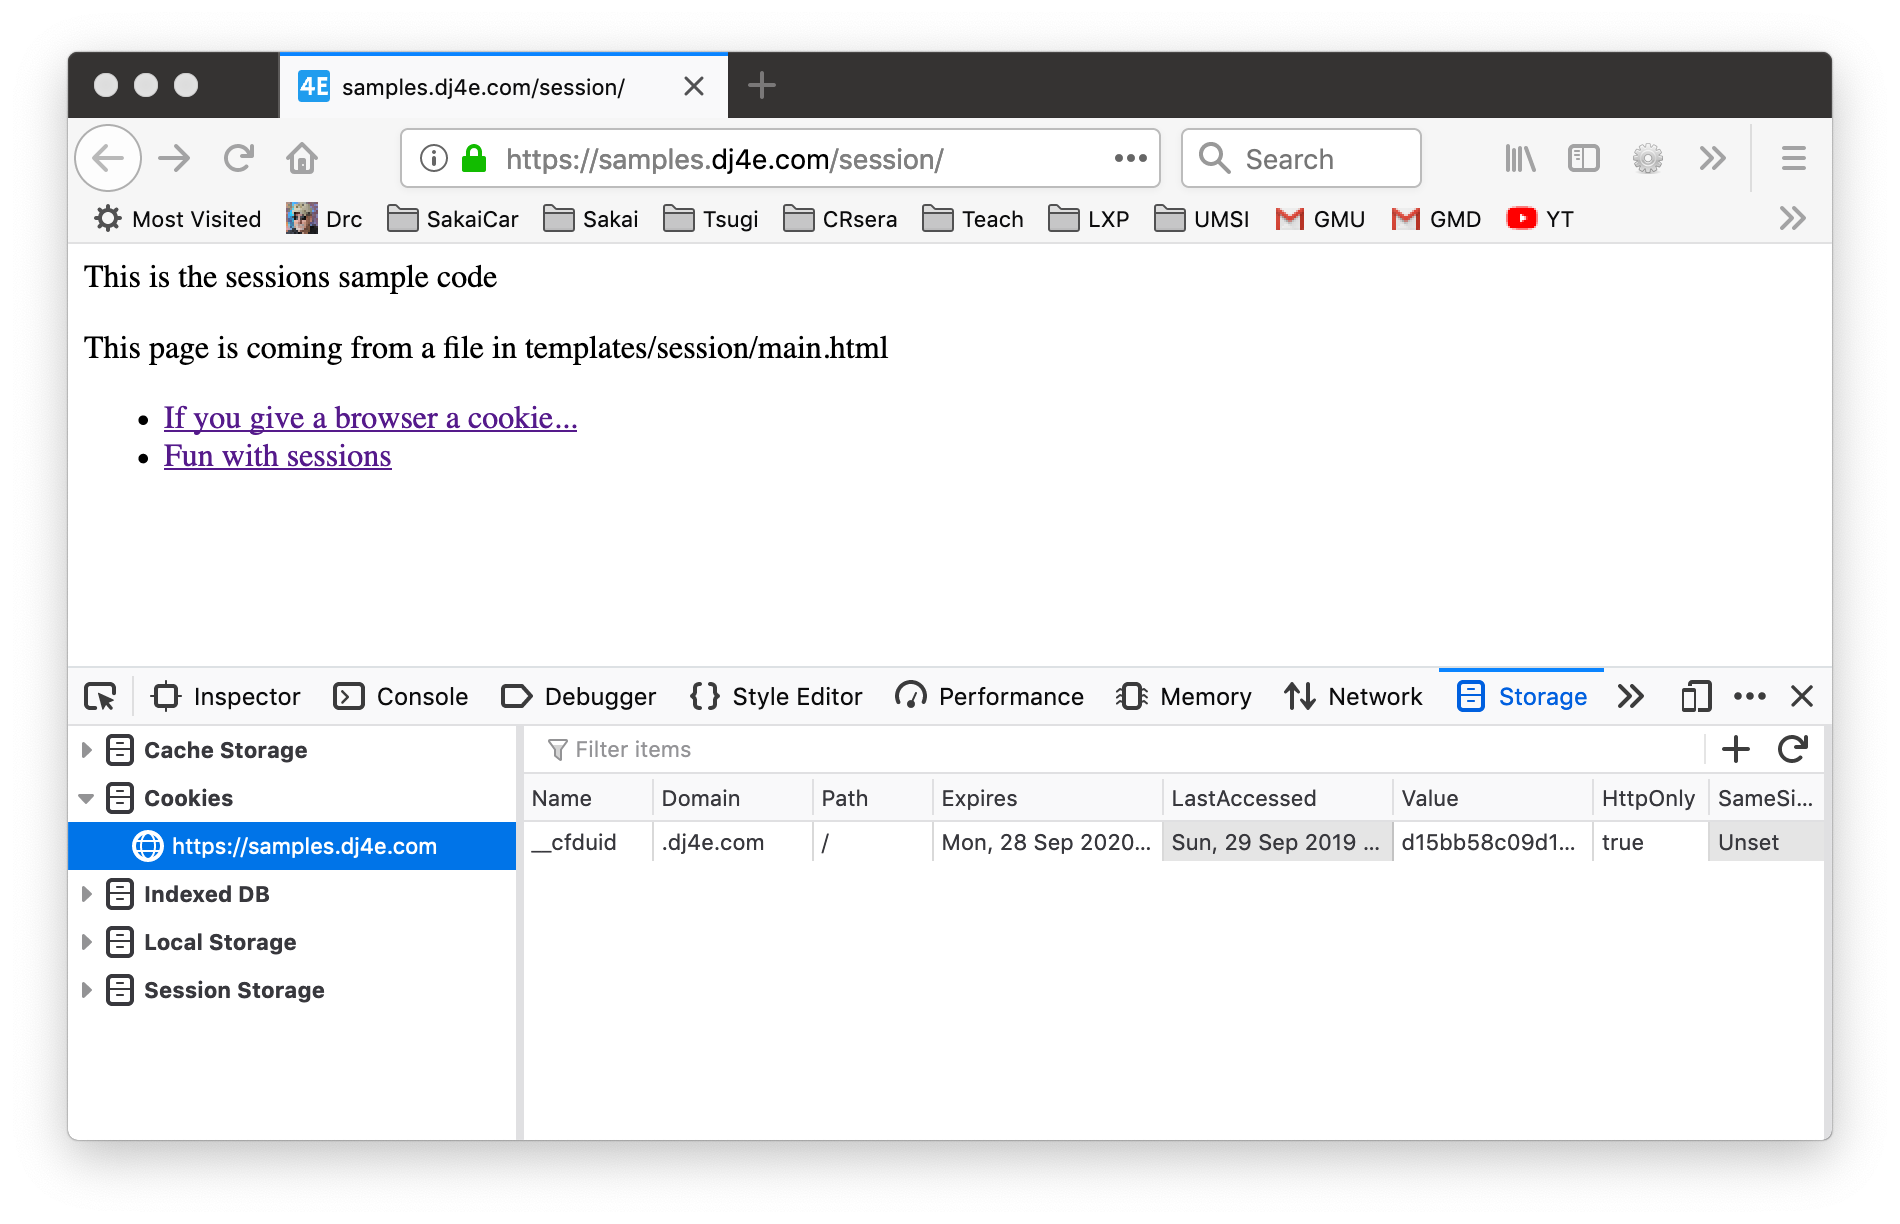 4E samples.dj4e.com/session/
https://samples.dj4e.com/session/ Search
Most Visited Drc SakaiCar Sakai Tsugi CRsera Teach LXP UMSI GMU GMD YT
This is the sessions sample code
This page is coming from a file in templates/session/main.html
If you give a browser a cookie...
Fun with sessions
Inspector Console Debugger Style Editor Performance Memory Network Storage
Cache Storage
Cookies
https://samples.dj4e.com
Indexed DB
Local Storage
Session Storage
Filter items
Name Domain Path Expires LastAccessed Value HttpOnly SameSi...
__cfduid .dj4e.com / Mon, 28 Sep 2020... Sun, 29 Sep 2019 ... d15bb58c09d1... true Unset